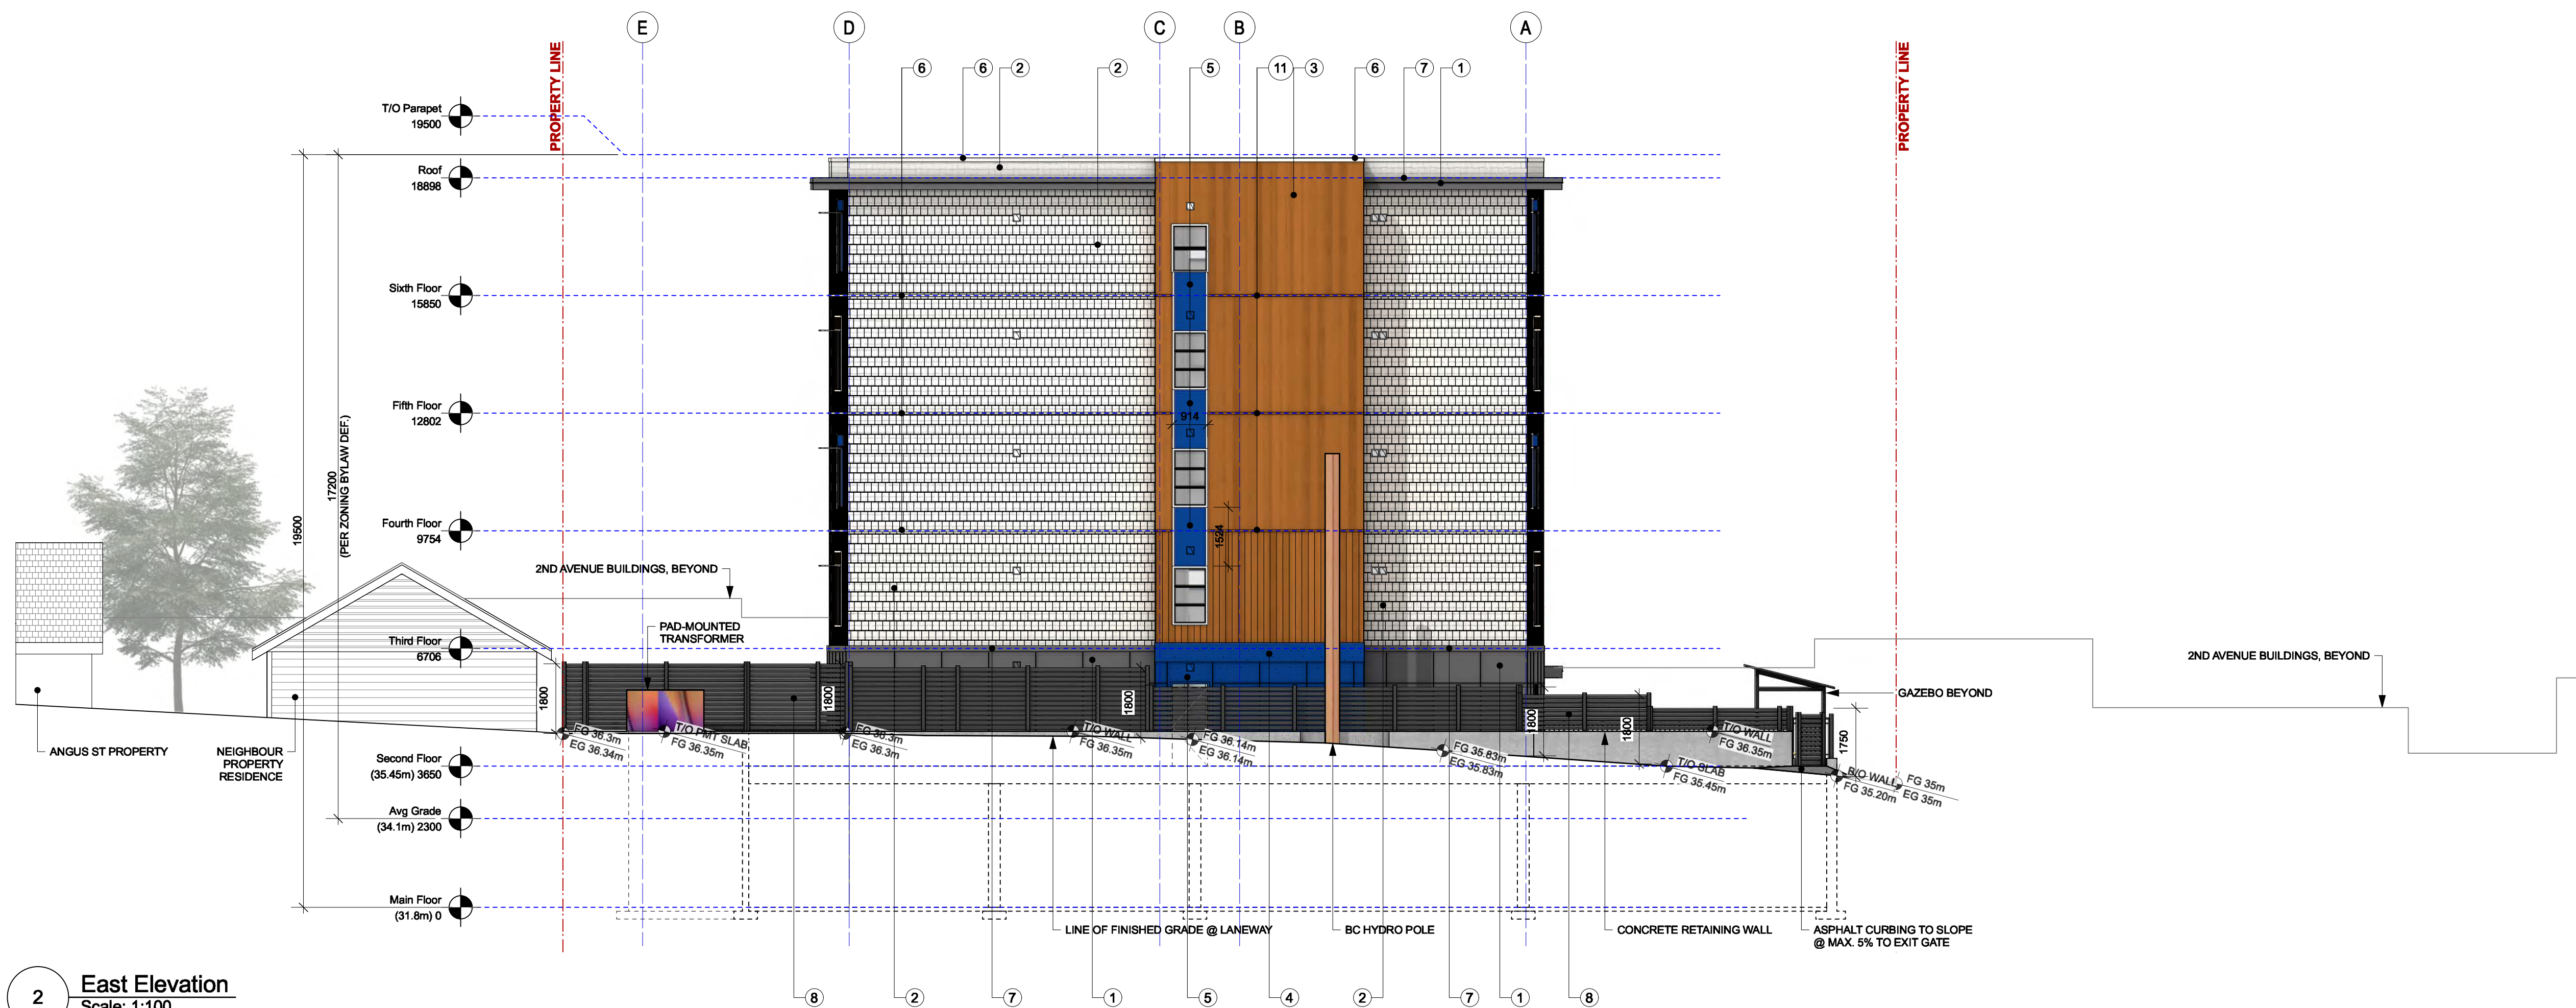 E
D
C
B
A
PROPERTY LINE
PROPERTY LINE
6
6
2
2
5
11
3
6
7
1
T/O Parapet
19500
Roof
18898
Sixth Floor
15850
Fifth Floor
12802
Fourth Floor
9754
Third Floor
6706
Second Floor
(35.45m) 3650
Avg Grade
(34.1m) 2300
Main Floor
(31.8m) 0
19500
17200
(PER ZONING BYLAW DEF.)
914
1524
2ND AVENUE BUILDINGS, BEYOND
PAD-MOUNTED
TRANSFORMER
1800
1800
1800
1800
1800
1750
2ND AVENUE BUILDINGS, BEYOND
GAZEBO BEYOND
ANGUS ST PROPERTY
NEIGHBOUR
PROPERTY
RESIDENCE
FG 36.3m
EG 36.34m
T/O PMT SLAB
FG 36.35m
FG 36.3m
EG 36.3m
T/O WALL
FG 36.35m
FG 36.14m
EG 36.14m
FG 35.83m
EG 35.83m
T/O SLAB
FG 35.45m
T/O WALL
FG 36.35m
B/O WALL
FG 35.20m
FG 35m
EG 35m
LINE OF FINISHED GRADE @ LANEWAY
BC HYDRO POLE
CONCRETE RETAINING WALL
ASPHALT CURBING TO SLOPE
@ MAX. 5% TO EXIT GATE
8
2
7
1
5
4
2
7
1
8
2
East Elevation
Scale: 1:100